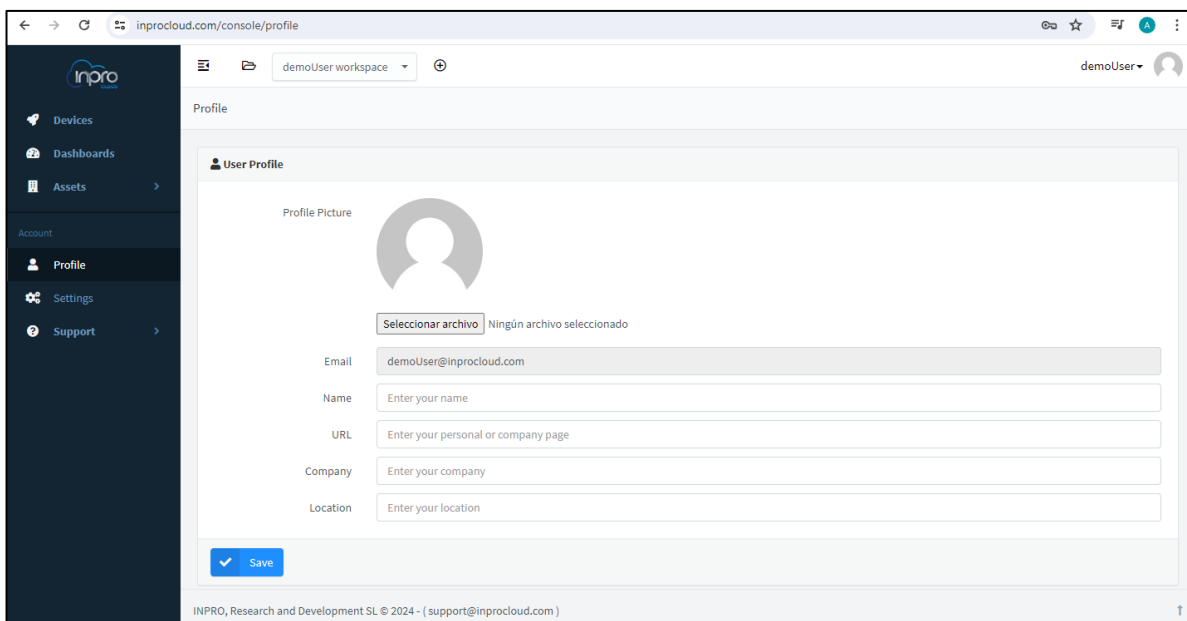 inprocloud.com/console/profile
A
Inpro
CLOUD
demoUser workspace
demoUser
Devices
Dashboards
Assets
Account
Profile
Settings
Support
Profile
User Profile
Profile Picture
Seleccionar archivo Ningún archivo seleccionado
Email demoUser@inprocloud.com
Name Enter your name
URL Enter your personal or company page
Company Enter your company
Location Enter your location
Save
INPRO, Research and Development SL © 2024 - ( support@inprocloud.com )